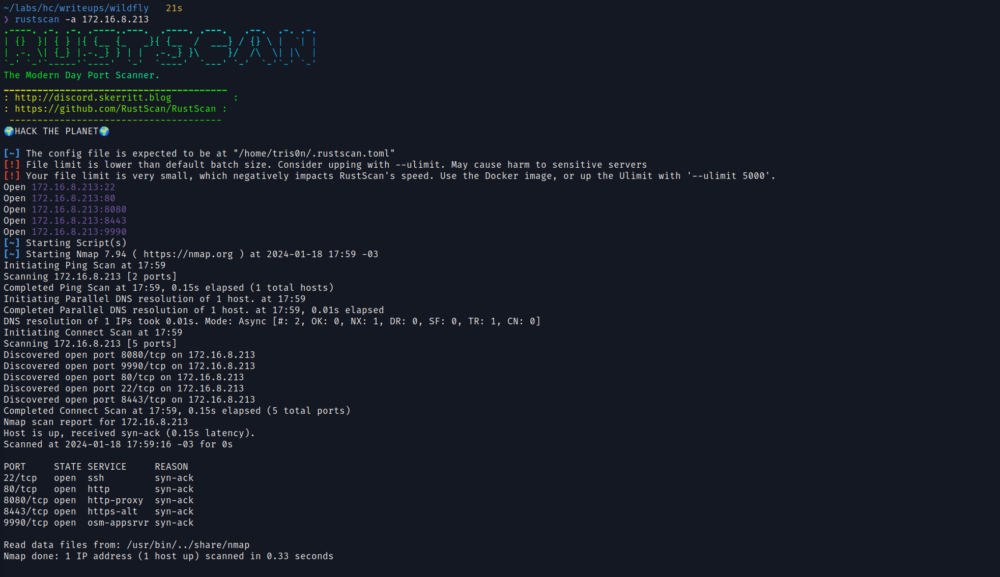 ~/labs/hc/writeups/wildfly   21s
❯ rustscan -a 172.16.8.213
.----. .-. .-. .----..---.  .----. .---.   .--.  .-. .-.
| {}  }| { } |{ {__ {_   _}{ {__  /  ___} / {} \ |  `| |
| .-. \| {_} |.-._} } | |  .-._} }\     }/  /\  \| |\  |
`-' `-'`-----'`----'  `-'  `----'  `---' `-'  `-'`-' `-'
The Modern Day Port Scanner.
________________________________________
: http://discord.skerritt.blog           :
: https://github.com/RustScan/RustScan :
 --------------------------------------
🌍HACK THE PLANET🌍
[~] The config file is expected to be at "/home/tris0n/.rustscan.toml"
[!] File limit is lower than default batch size. Consider upping with --ulimit. May cause harm to sensitive servers
[!] Your file limit is very small, which negatively impacts RustScan's speed. Use the Docker image, or up the Ulimit with '--ulimit 5000'.
Open 172.16.8.213:22
Open 172.16.8.213:80
Open 172.16.8.213:8080
Open 172.16.8.213:8443
Open 172.16.8.213:9990
[~] Starting Script(s)
[~] Starting Nmap 7.94 ( https://nmap.org ) at 2024-01-18 17:59 -03
Initiating Ping Scan at 17:59
Scanning 172.16.8.213 [2 ports]
Completed Ping Scan at 17:59, 0.15s elapsed (1 total hosts)
Initiating Parallel DNS resolution of 1 host. at 17:59
Completed Parallel DNS resolution of 1 host. at 17:59, 0.01s elapsed
DNS resolution of 1 IPs took 0.01s. Mode: Async [#: 2, OK: 0, NX: 1, DR: 0, SF: 0, TR: 1, CN: 0]
Initiating Connect Scan at 17:59
Scanning 172.16.8.213 [5 ports]
Discovered open port 8080/tcp on 172.16.8.213
Discovered open port 9990/tcp on 172.16.8.213
Discovered open port 80/tcp on 172.16.8.213
Discovered open port 22/tcp on 172.16.8.213
Discovered open port 8443/tcp on 172.16.8.213
Completed Connect Scan at 17:59, 0.15s elapsed (5 total ports)
Nmap scan report for 172.16.8.213
Host is up, received syn-ack (0.15s latency).
Scanned at 2024-01-18 17:59:16 -03 for 0s
PORT     STATE SERVICE     REASON
22/tcp   open  ssh         syn-ack
80/tcp   open  http        syn-ack
8080/tcp open  http-proxy  syn-ack
8443/tcp open  https-alt   syn-ack
9990/tcp open  osm-appsrvr syn-ack
Read data files from: /usr/bin/../share/nmap
Nmap done: 1 IP address (1 host up) scanned in 0.33 seconds